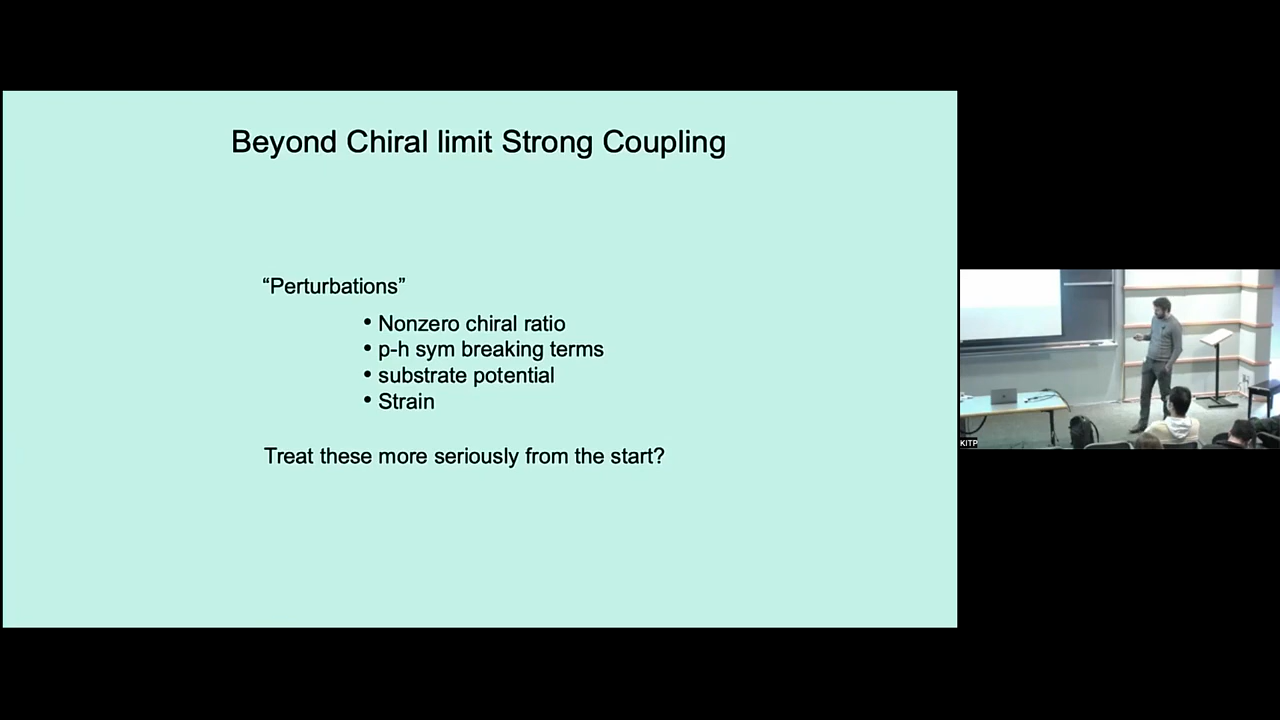 Beyond Chiral limit Strong Coupling
“Perturbations”
• Nonzero chiral ratio
• p-h sym breaking terms
• substrate potential
• Strain
Treat these more seriously from the start?
KITP